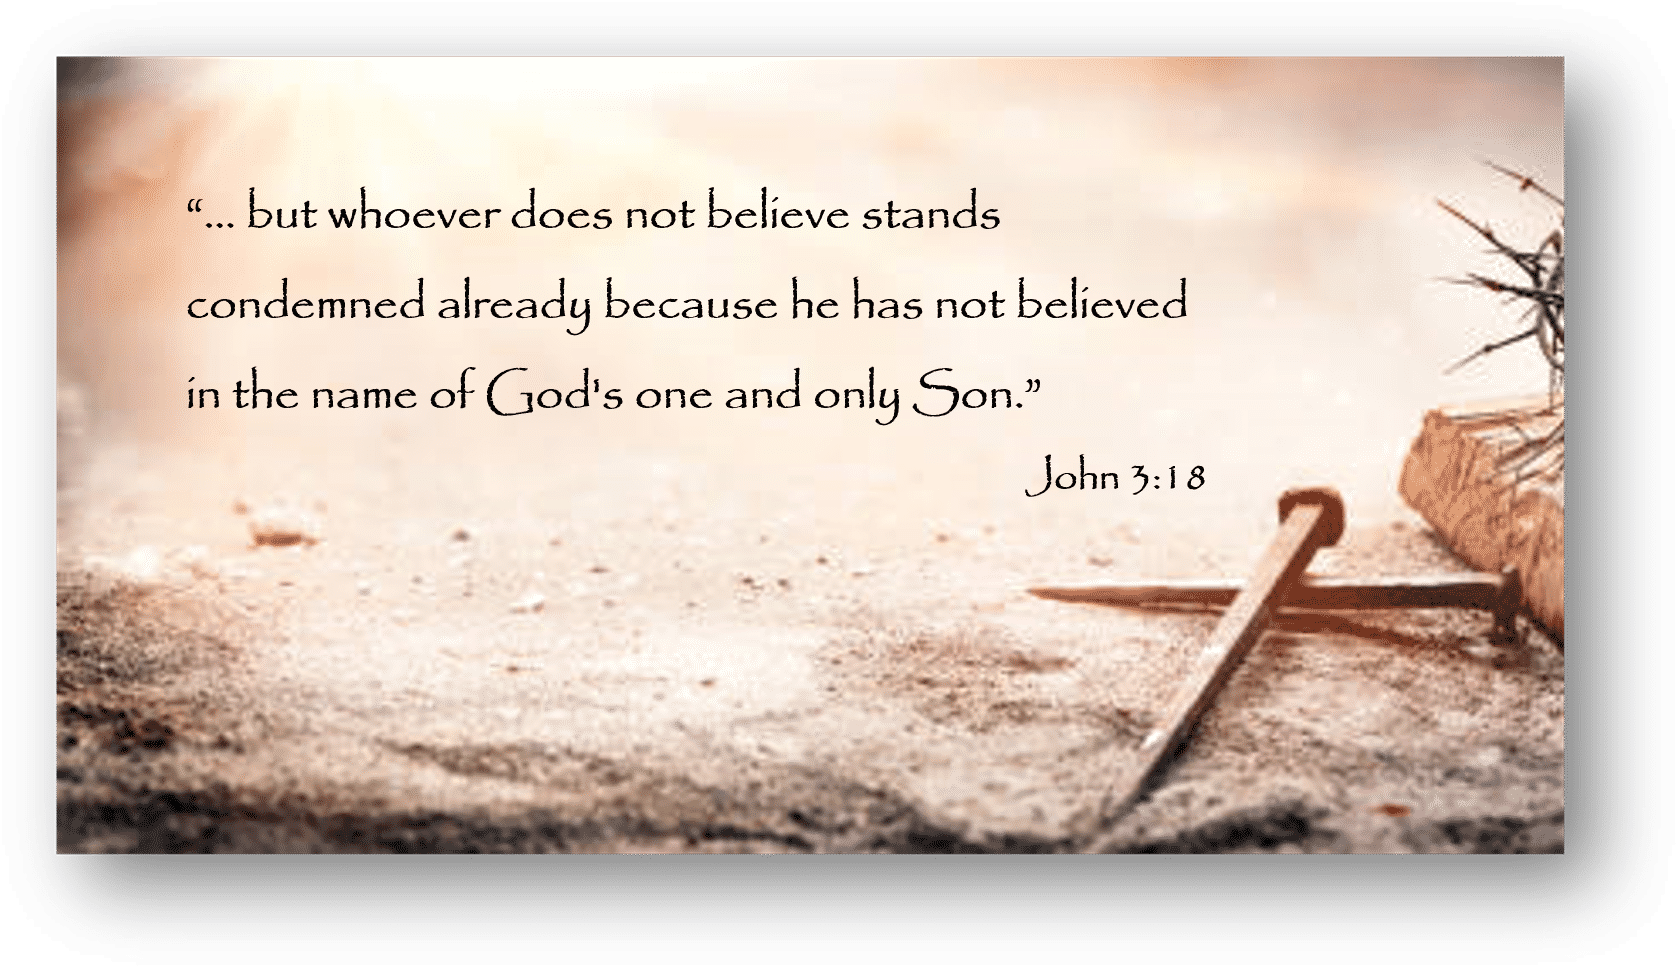 “... but whoever does not believe stands
condemned already because he has not believed
in the name of God's one and only Son.”
John 3:18